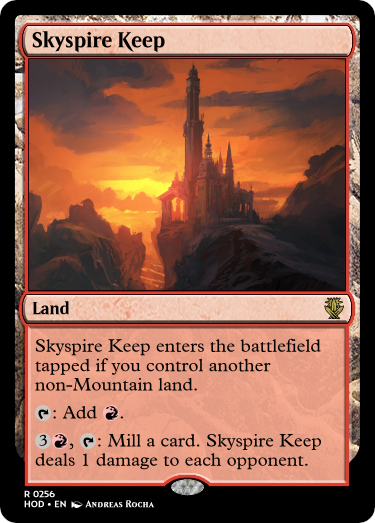 Skyspire Keep
Land
Skyspire Keep enters the battlefield
tapped if you control another
non-Mountain land.
: Add .
3 , : Mill a card. Skyspire Keep
deals 1 damage to each opponent.
R 0256
HOD • EN Andreas Rocha